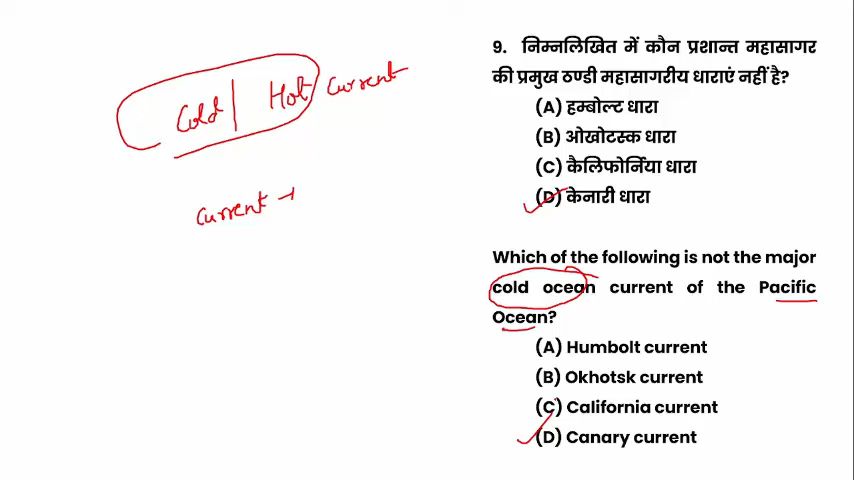 Cold | Hot current
current →
9. निम्नलिखित में कौन प्रशान्त महासागर
की प्रमुख ठण्डी महासागरीय धाराएं नहीं है?
(A) हम्बोल्ट धारा
(B) ओखोटस्क धारा
(C) कैलिफोर्निया धारा
(D) केनारी धारा
Which of the following is not the major
cold ocean current of the Pacific
Ocean?
(A) Humbolt current
(B) Okhotsk current
(C) California current
(D) Canary current